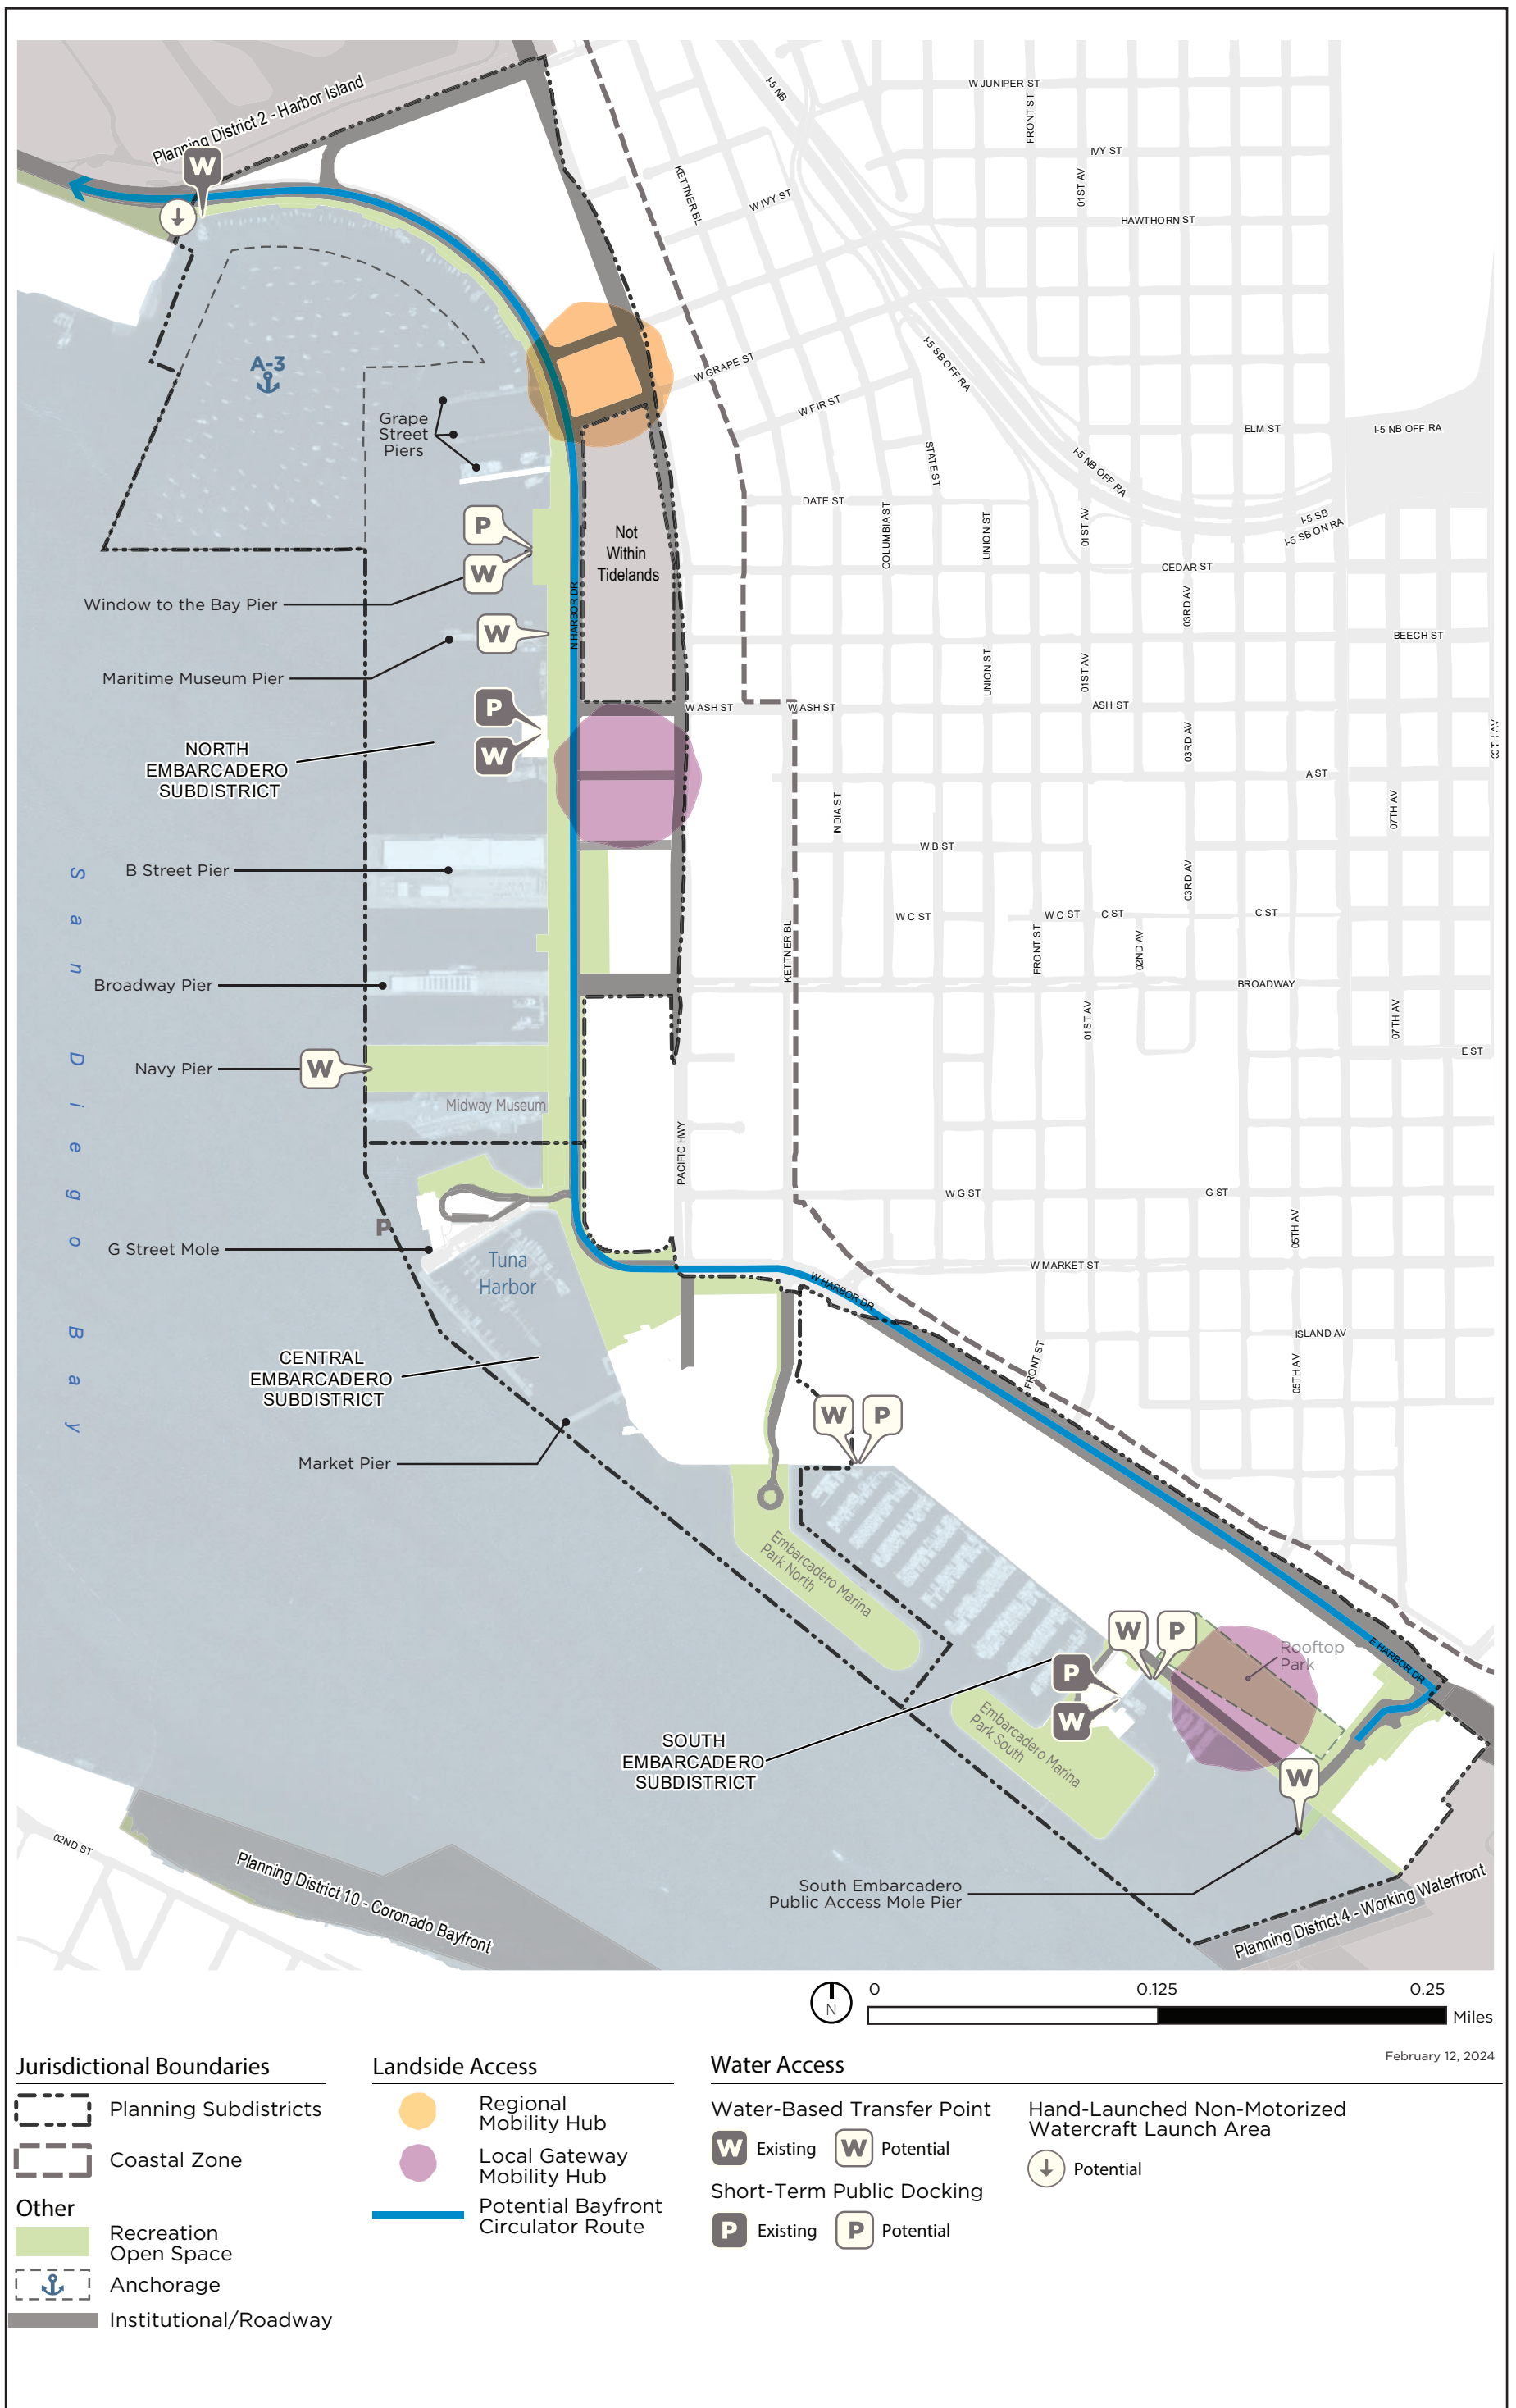 Planning District 2 - Harbor Island
W
I-5 NB
W JUNIPER ST
FRONT ST
IVY ST
01ST AV
KETTNER BL
W IVY ST
HAWTHORN ST
A-3
Grape
Street
Piers
W GRAPE ST
I-5 SB OFF RA
W FIR ST
ELM ST
I-5 NB OFF RA
STATE ST
I-5 NB OFF RA
DATE ST
COLUMBIA ST
UNION ST
01ST AV
I-5 SB
I-5 SB ON RA
P
W
Not
Within
Tidelands
CEDAR ST
Window to the Bay Pier
N HARBOR DR
03RD AV
W
BEECH ST
Maritime Museum Pier
UNION ST
01ST AV
P
W
W ASH ST
W ASH ST
ASH ST
03RD AV
NORTH
EMBARCADERO
SUBDISTRICT
A ST
INDIA ST
07TH AV
B Street Pier
W B ST
03RD AV
W C ST
W C ST
C ST
C ST
KETTNER BL
FRONT ST
02ND AV
Broadway Pier
BROADWAY
01ST AV
07TH AV
San Diego Bay
Navy Pier
W
E ST
Midway Museum
PACIFIC HWY
W G ST
G ST
P
G Street Mole
Tuna
Harbor
05TH AV
W MARKET ST
W HARBOR DR
ISLAND AV
FRONT ST
05TH AV
CENTRAL
EMBARCADERO
SUBDISTRICT
W
P
Market Pier
Embarcadero Marina
Park North
W
P
Rooftop
Park
E HARBOR DR
P
W
Embarcadero Marina
Park South
SOUTH
EMBARCADERO
SUBDISTRICT
W
02ND ST
Planning District 10 - Coronado Bayfront
South Embarcadero
Public Access Mole Pier
Planning District 4 - Working Waterfront
N
0
0.125
0.25
Miles
February 12, 2024
Jurisdictional Boundaries
Planning Subdistricts
Coastal Zone
Other
Recreation
Open Space
Anchorage
Institutional/Roadway
Landside Access
Regional
Mobility Hub
Local Gateway
Mobility Hub
Potential Bayfront
Circulator Route
Water Access
Water-Based Transfer Point
W Existing W Potential
Short-Term Public Docking
P Existing P Potential
Hand-Launched Non-Motorized
Watercraft Launch Area
Potential